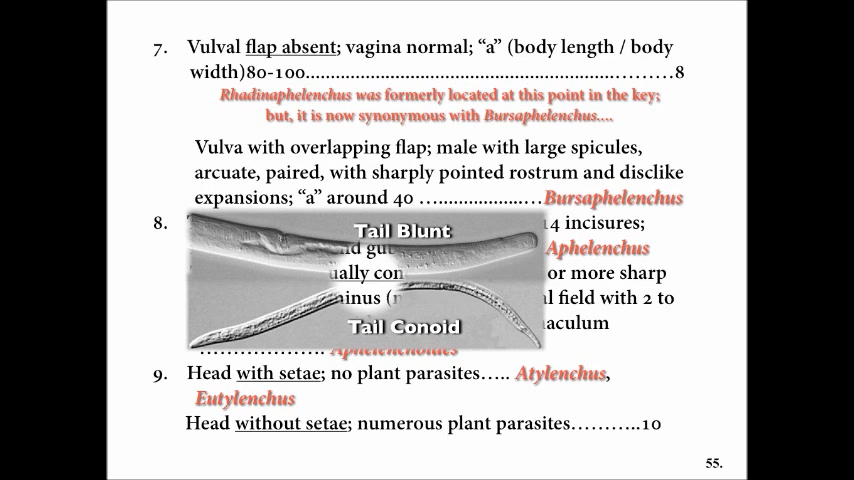 7. Vulval flap absent; vagina normal; “a” (body length / body
width)80-100....................................................................8
Rhadinaphelenchus was formerly located at this point in the key;
but, it is now synonymous with Bursaphelenchus....
Vulva with overlapping flap; male with large spicules,
arcuate, paired, with sharply pointed rostrum and disclike
expansions; “a” around 40 ….....................…Bursaphelenchus
8. 14 incisures;
Tail Blunt
Aphelenchus
or more sharp
field with 2 to
Tail Conoid
………………. Aphelenchoides
9. Head with setae; no plant parasites….. Atylenchus,
Eutylenchus
Head without setae; numerous plant parasites………..10
55.